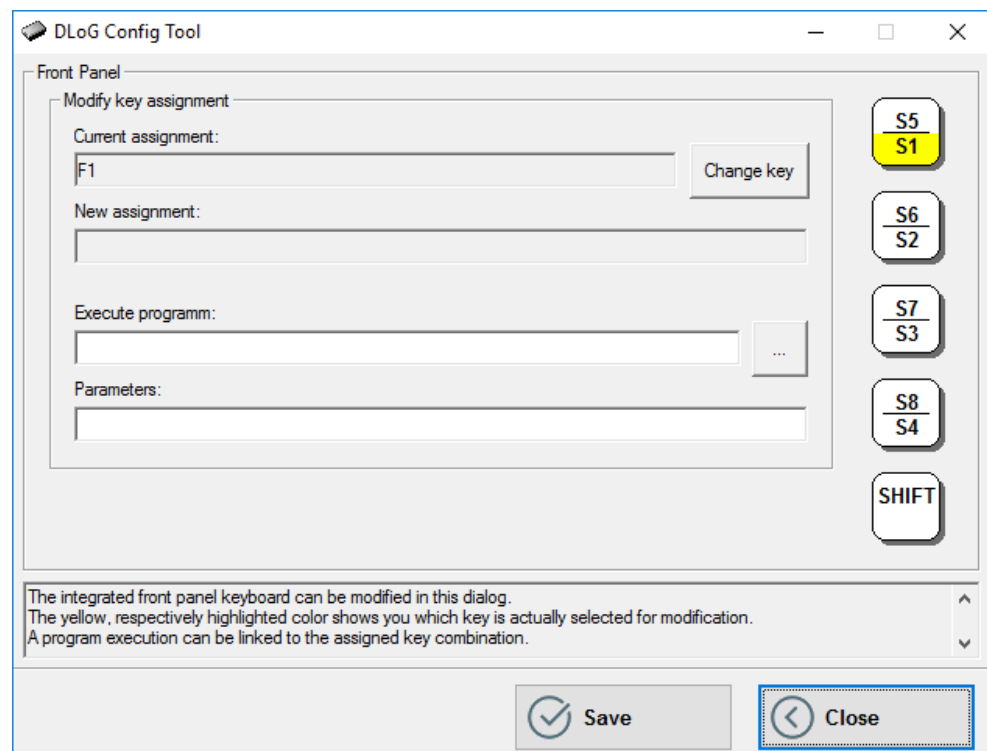 DLoG Config Tool
Front Panel
Modify key assignment
Current assignment:
F1
Change key
New assignment:
Execute programm:
...
Parameters:
S5
S1
S6
S2
S7
S3
S8
S4
SHIFT
The integrated front panel keyboard can be modified in this dialog.
The yellow, respectively highlighted color shows you which key is actually selected for modification.
A program execution can be linked to the assigned key combination.
Save
Close